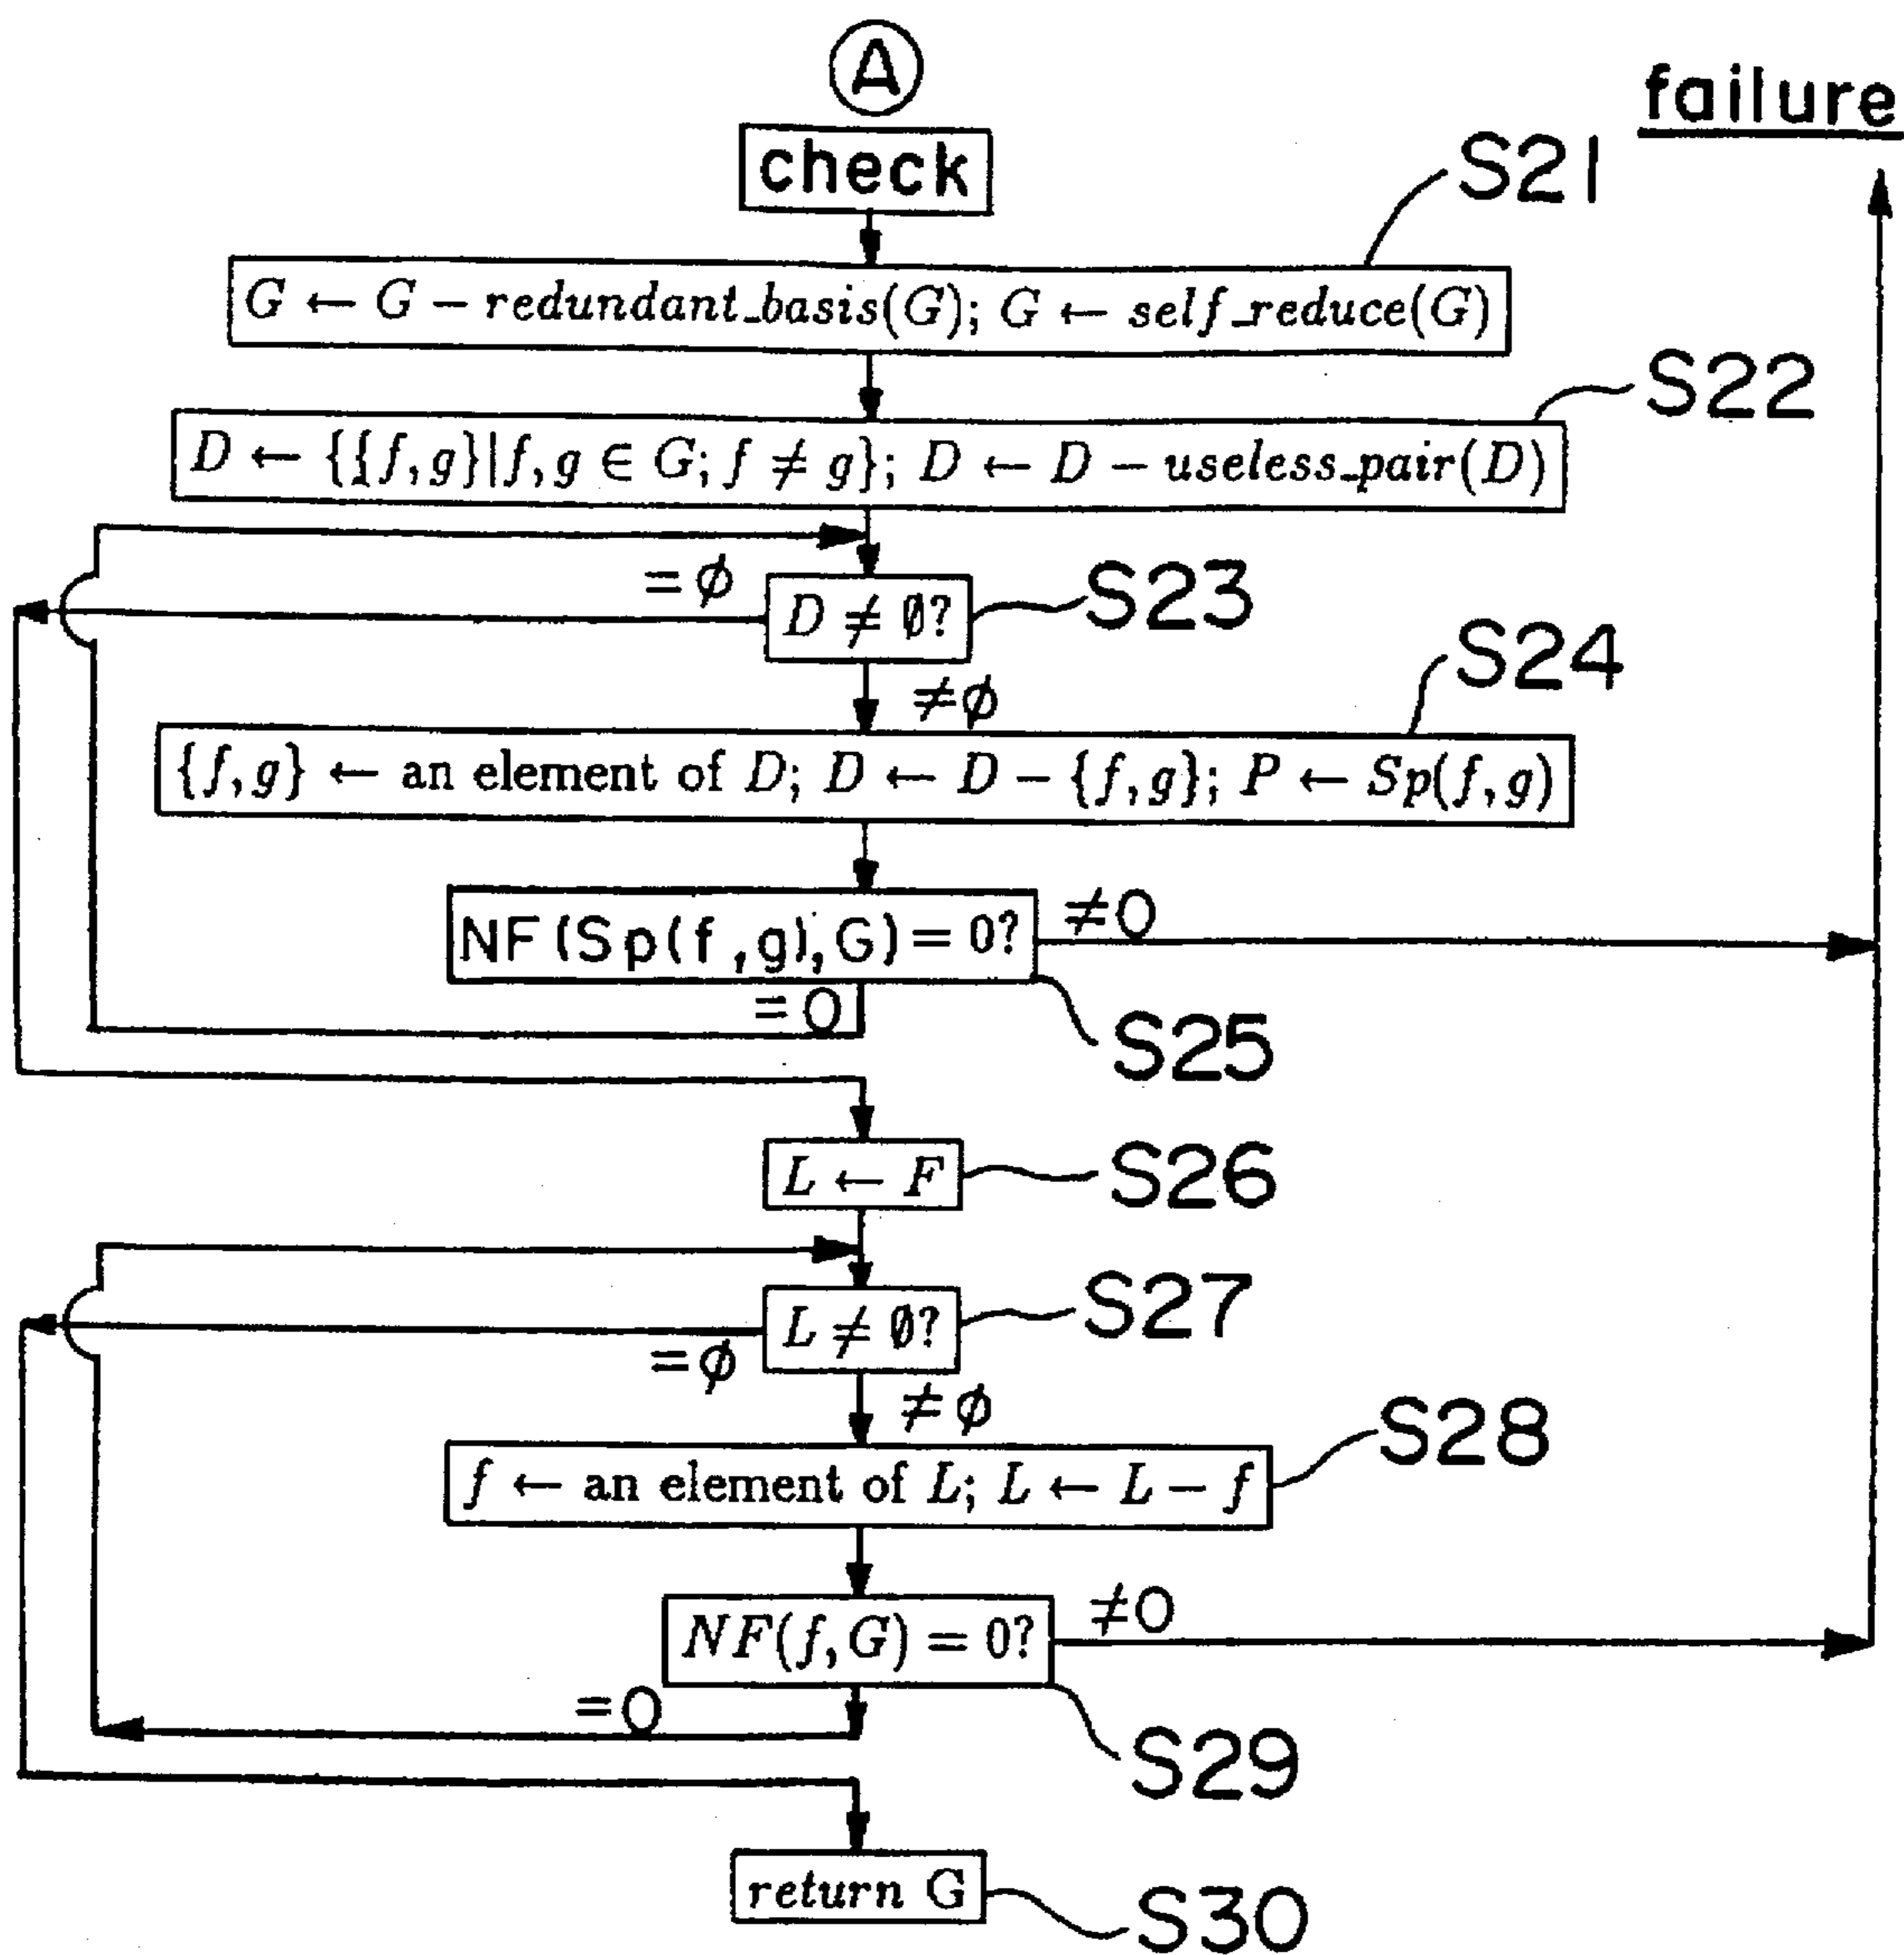 A
failure
check
S21
G ← G − redundant_basis(G); G ← self_reduce(G)
S22
D ← {{f,g}|f,g ∈ G; f ≠ g}; D ← D − useless_pair(D)
=ϕ
D ≠ ∅?
S23
≠ϕ
S24
{f,g} ← an element of D; D ← D − {f,g}; P ← Sp(f,g)
NF(Sp(f,g),G) = 0?
≠0
=0
S25
L ← F
S26
L ≠ ∅?
S27
=ϕ
≠ϕ
S28
f ← an element of L; L ← L − f
NF(f,G) = 0?
≠0
=0
S29
return G
S30